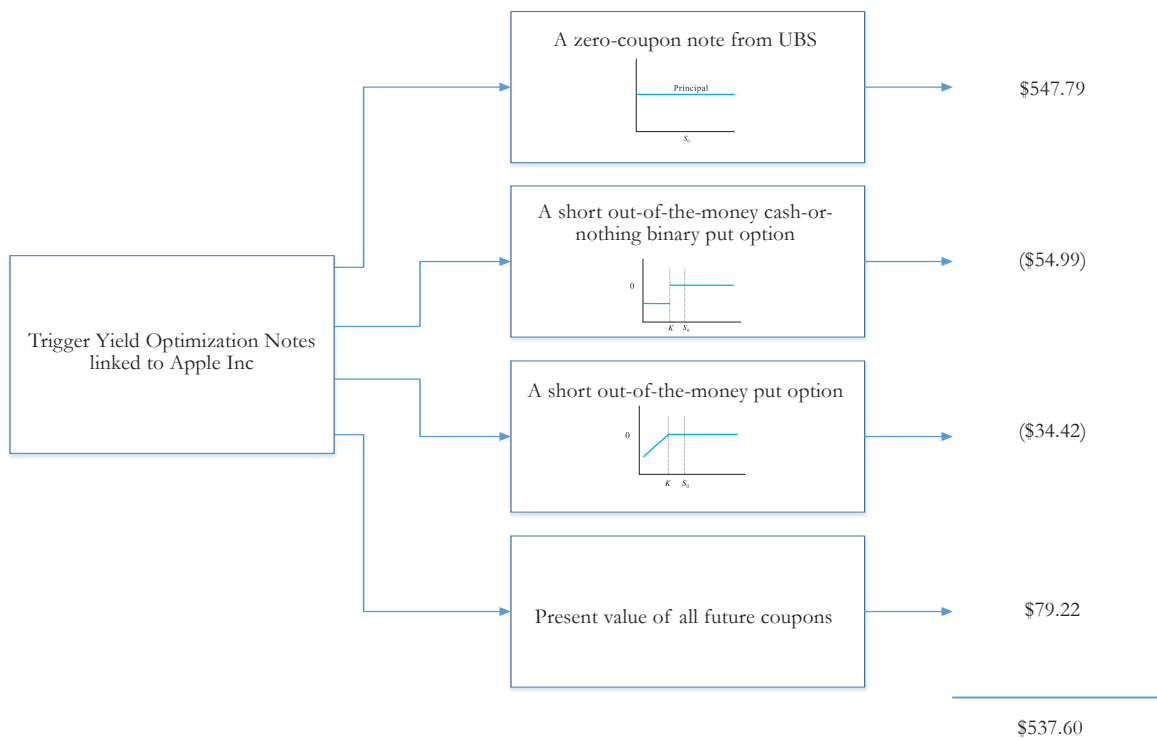 A zero-coupon note from UBS
Principal
S₀
$547.79
A short out-of-the-money cash-or-
nothing binary put option
0
K S₀
($54.99)
Trigger Yield Optimization Notes
linked to Apple Inc
A short out-of-the-money put option
0
K S₀
($34.42)
Present value of all future coupons
$79.22
$537.60